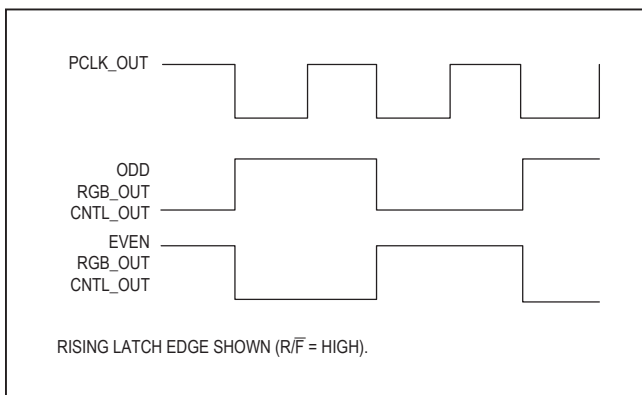 PCLK_OUT
ODD
RGB_OUT
CNTL_OUT
EVEN
RGB_OUT
CNTL_OUT
RISING LATCH EDGE SHOWN (R/F̅ = HIGH).